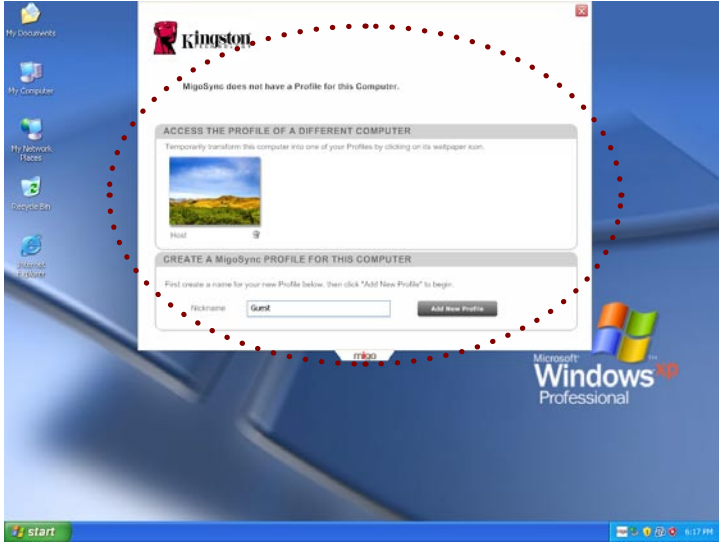 My Documents
My Computer
My Network
Places
Recycle Bin
Internet
Explorer
Kingston
TECHNOLOGY
MigoSync does not have a Profile for this Computer.
ACCESS THE PROFILE OF A DIFFERENT COMPUTER
Temporarily transform this computer into one of your Profiles by clicking on its wallpaper icon.
Host
CREATE A MigoSync PROFILE FOR THIS COMPUTER
First create a name for your new Profile below, then click "Add New Profile" to begin.
Nickname
Guest
Add New Profile
migo
Microsoft
Windows xp
Professional
start
6:17 PM